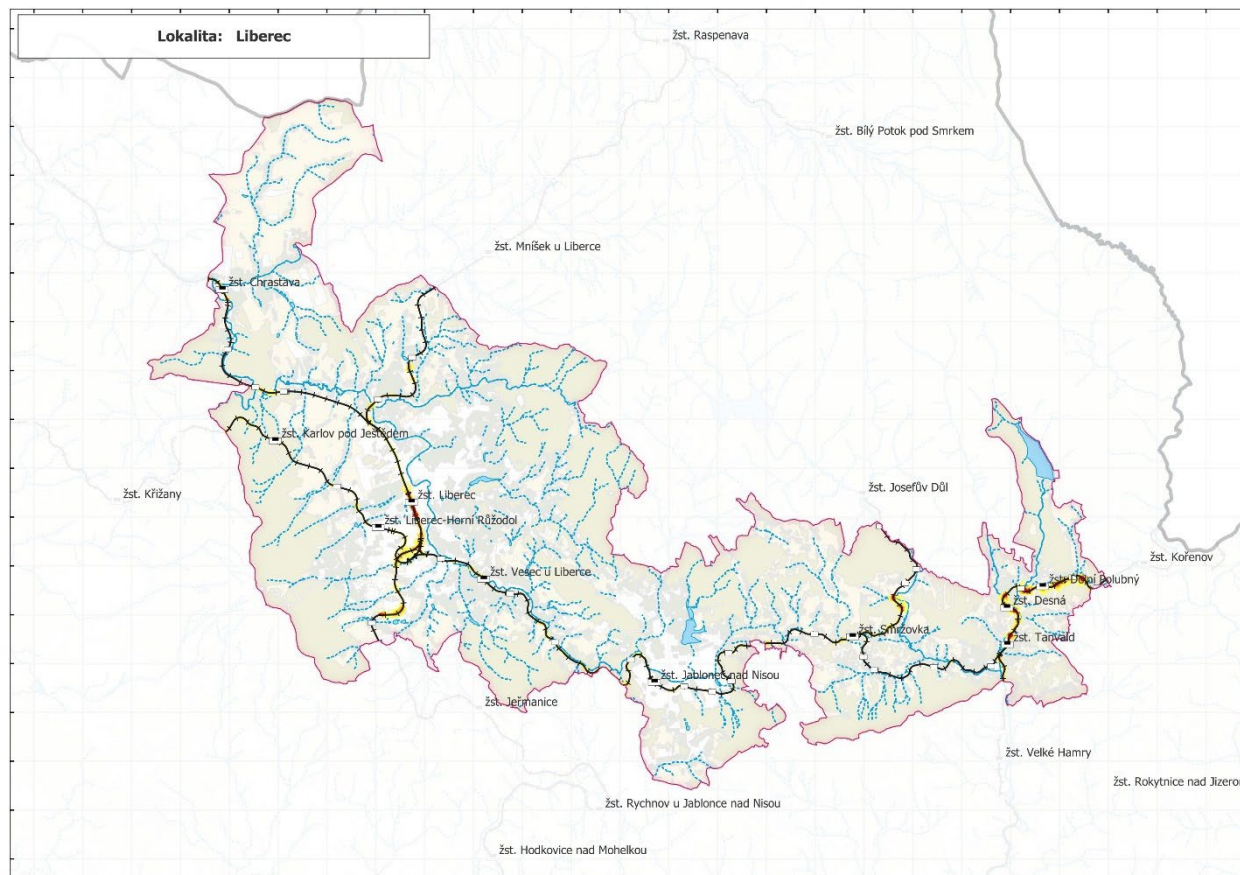 Lokalita: Liberec
žst. Raspenava
žst. Bílý Potok pod Smrkem
žst. Mníšek u Liberce
žst. Chrastava
žst. Karlov pod Ještědem
žst. Křižany
žst. Liberec
žst. Josefův Důl
žst. Liberec-Horní Růžodol
žst. Kořenov
žst. Vesec u Liberce
žst. Dolní Polubný
žst. Desná
žst. Smržovka
žst. Tanvald
žst. Jablonec nad Nisou
žst. Jeřmanice
žst. Velké Hamry
žst. Rokytnice nad Jizerou
žst. Rychnov u Jablonce nad Nisou
žst. Hodkovice nad Mohelkou